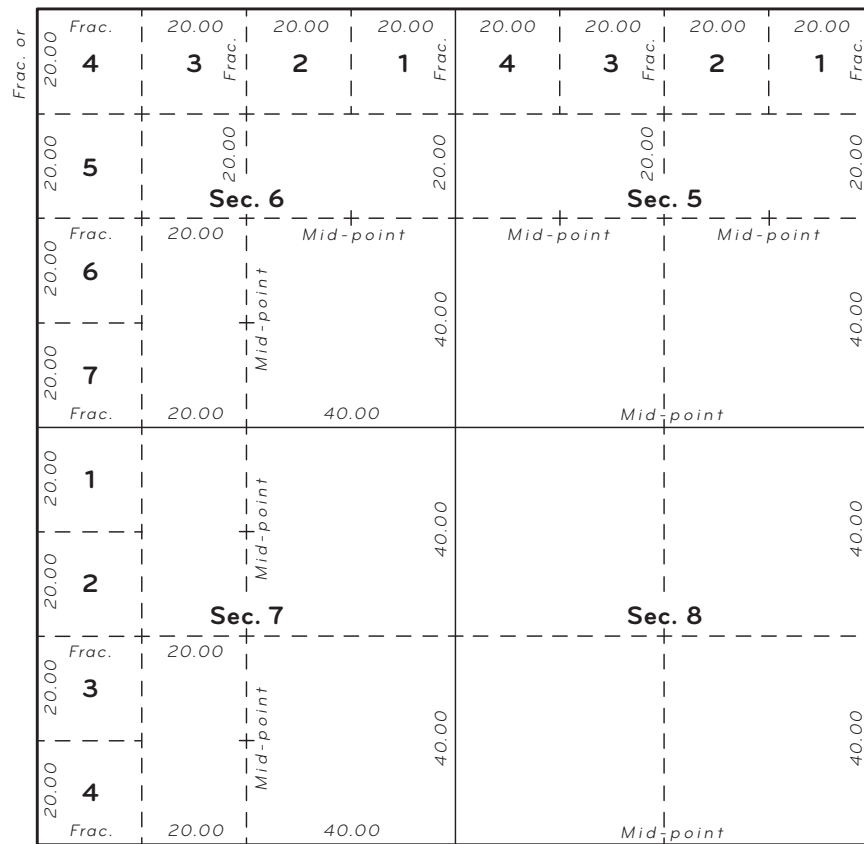 Frac. 20.00 20.00 20.00 20.00 20.00 20.00 20.00
Frac. or 20.00 4 3 Frac. 2 1 Frac. 4 3 Frac. 2 1 Frac.
20.00 5 20.00 20.00 20.00 20.00
Sec. 6 Sec. 5
Frac. 20.00 Mid-point Mid-point Mid-point
20.00 6 Mid-point 40.00 40.00
20.00 7
Frac. 20.00 40.00 Mid-point
20.00 1 Mid-point 40.00 40.00
20.00 2
Sec. 7 Sec. 8
Frac. 20.00
20.00 3 Mid-point 40.00 40.00
20.00 4
Frac. 20.00 40.00 Mid-point